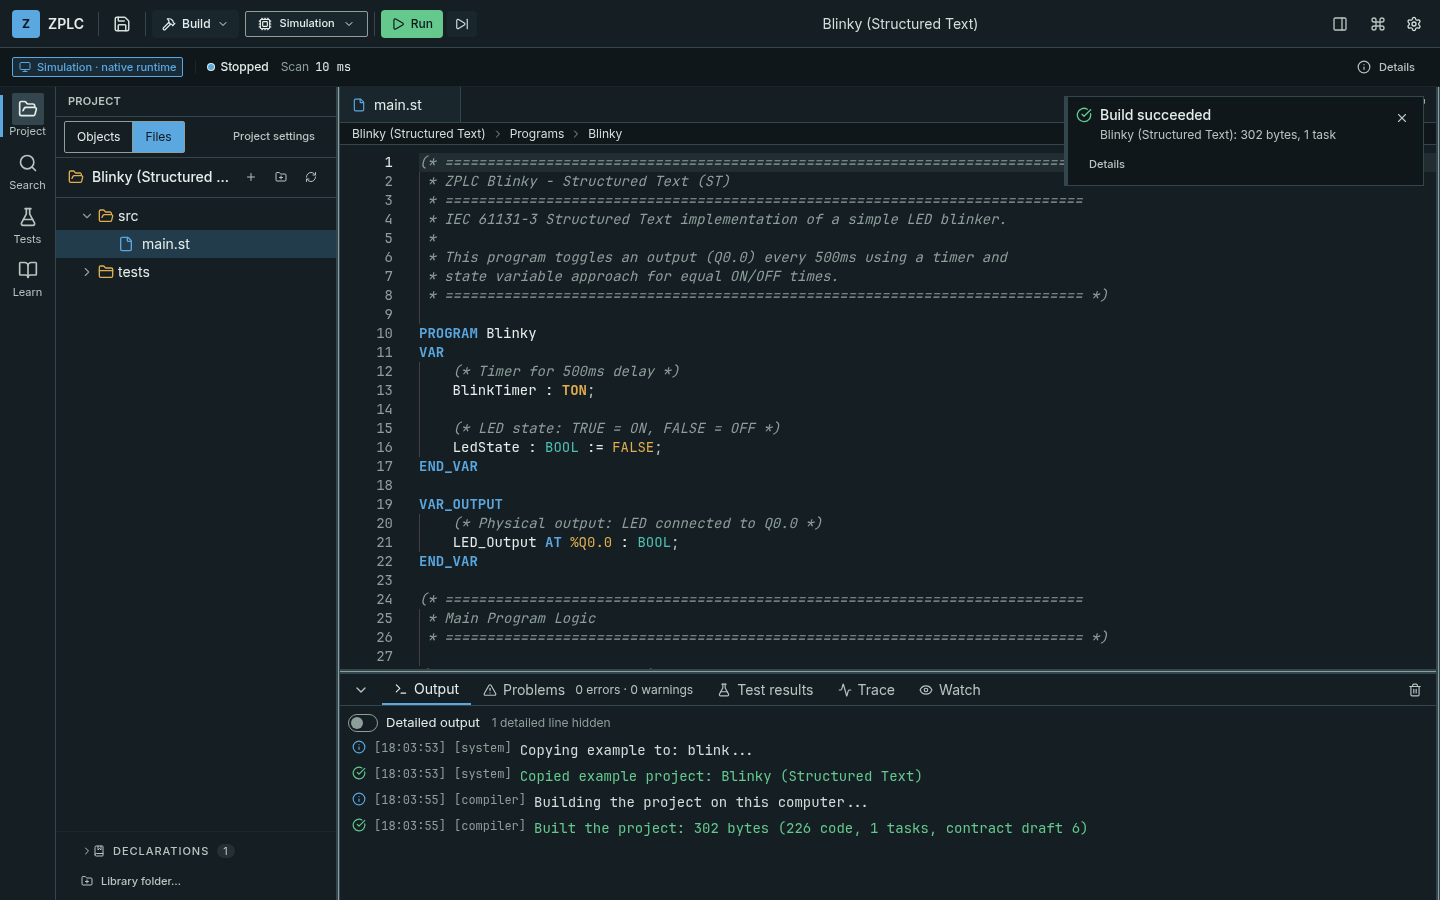 Z ZPLC
Build
Simulation
Run
Blinky (Structured Text)
Simulation · native runtime
Stopped
Scan 10 ms
Details
Project
Search
Tests
Learn
PROJECT
Objects
Files
Project settings
Blinky (Structured ...
src
main.st
tests
DECLARATIONS 1
Library folder...
main.st
Blinky (Structured Text) > Programs > Blinky
Build succeeded
Blinky (Structured Text): 302 bytes, 1 task
Details
1 (* ============================================================================
2 * ZPLC Blinky - Structured Text (ST)
3 * ============================================================================
4 * IEC 61131-3 Structured Text implementation of a simple LED blinker.
5 *
6 * This program toggles an output (Q0.0) every 500ms using a timer and
7 * state variable approach for equal ON/OFF times.
8 * ============================================================================ *)
9
10 PROGRAM Blinky
11 VAR
12 (* Timer for 500ms delay *)
13 BlinkTimer : TON;
14
15 (* LED state: TRUE = ON, FALSE = OFF *)
16 LedState : BOOL := FALSE;
17 END_VAR
18
19 VAR_OUTPUT
20 (* Physical output: LED connected to Q0.0 *)
21 LED_Output AT %Q0.0 : BOOL;
22 END_VAR
23
24 (* ============================================================================
25 * Main Program Logic
26 * ============================================================================ *)
27
Output
Problems 0 errors · 0 warnings
Test results
Trace
Watch
Detailed output 1 detailed line hidden
[18:03:53] [system] Copying example to: blink...
[18:03:53] [system] Copied example project: Blinky (Structured Text)
[18:03:55] [compiler] Building the project on this computer...
[18:03:55] [compiler] Built the project: 302 bytes (226 code, 1 tasks, contract draft 6)